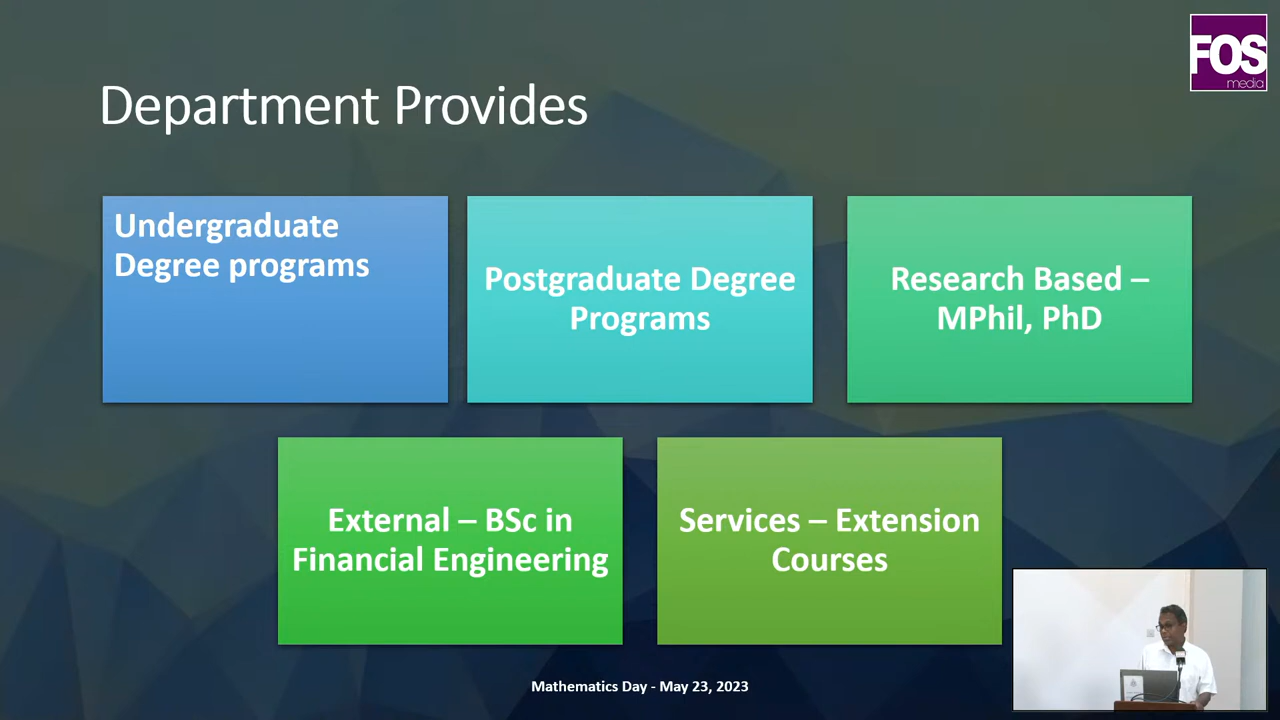 FOS
media
Department Provides
Undergraduate
Degree programs
Postgraduate Degree
Programs
Research Based –
MPhil, PhD
External – BSc in
Financial Engineering
Services – Extension
Courses
Mathematics Day - May 23, 2023